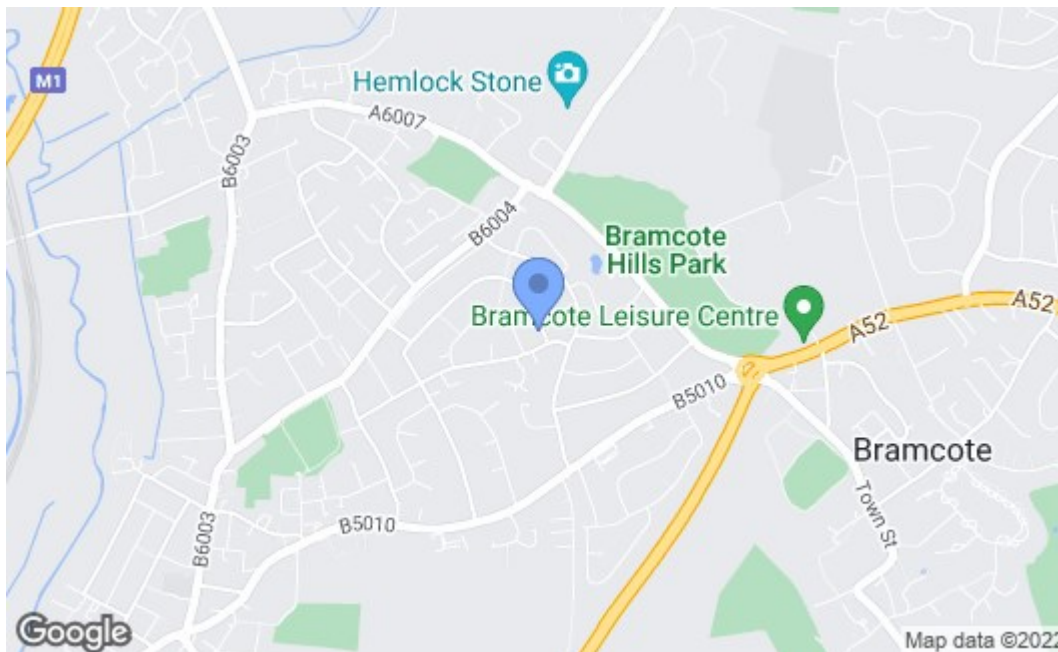 M1
Hemlock Stone
A6007
B6003
B6004
Bramcote
Hills Park
Bramcote Leisure Centre
A52
A52
B5010
Bramcote
Town St
B5010
B6003
Google
Map data ©2022